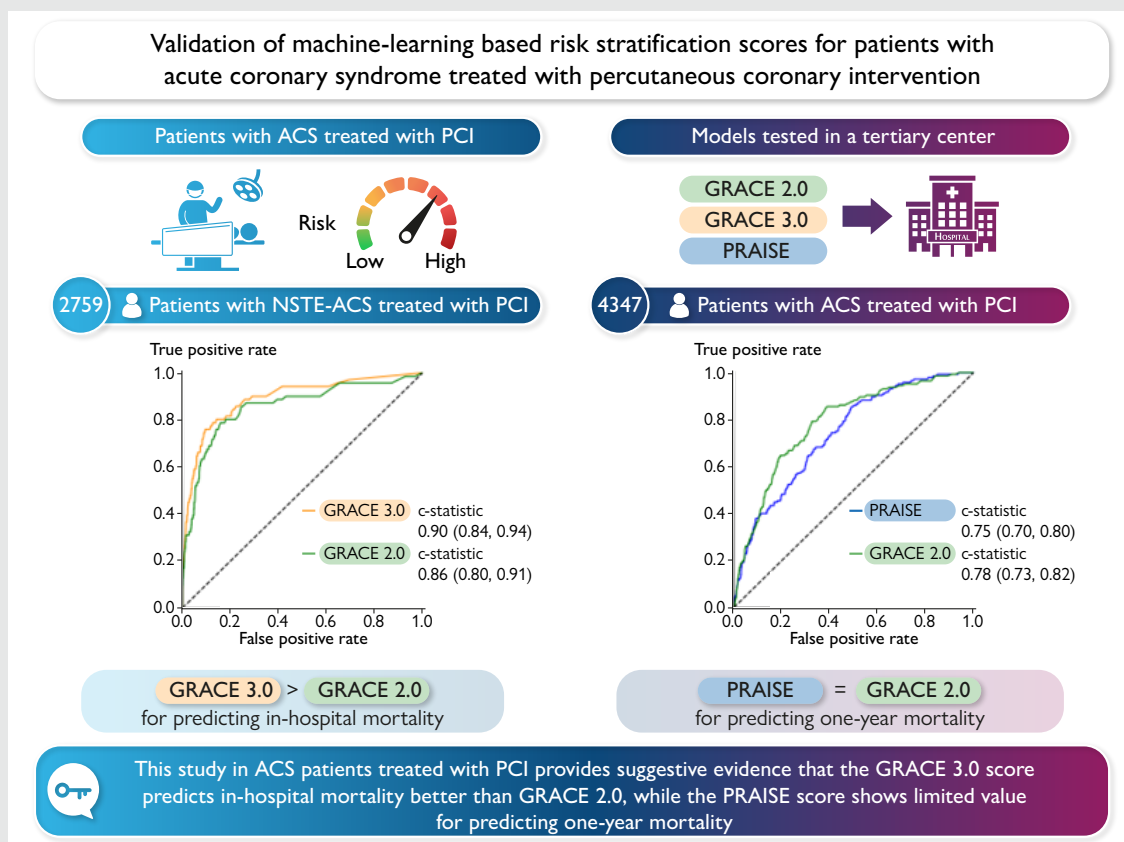 Validation of machine-learning based risk stratification scores for patients with
acute coronary syndrome treated with percutaneous coronary intervention
Patients with ACS treated with PCI
Risk
Low
High
2759
Patients with NSTE-ACS treated with PCI
True positive rate
1.0
0.8
0.6
0.4
0.2
0.0
0.0 0.2 0.4 0.6 0.8 1.0
False positive rate
GRACE 3.0 c-statistic
0.90 (0.84, 0.94)
GRACE 2.0 c-statistic
0.86 (0.80, 0.91)
GRACE 3.0 > GRACE 2.0
for predicting in-hospital mortality
Models tested in a tertiary center
GRACE 2.0
GRACE 3.0
PRAISE
HOSPITAL
4347
Patients with ACS treated with PCI
True positive rate
1.0
0.8
0.6
0.4
0.2
0.0
0.0 0.2 0.4 0.6 0.8 1.0
False positive rate
PRAISE c-statistic
0.75 (0.70, 0.80)
GRACE 2.0 c-statistic
0.78 (0.73, 0.82)
PRAISE = GRACE 2.0
for predicting one-year mortality
This study in ACS patients treated with PCI provides suggestive evidence that the GRACE 3.0 score
predicts in-hospital mortality better than GRACE 2.0, while the PRAISE score shows limited value
for predicting one-year mortality